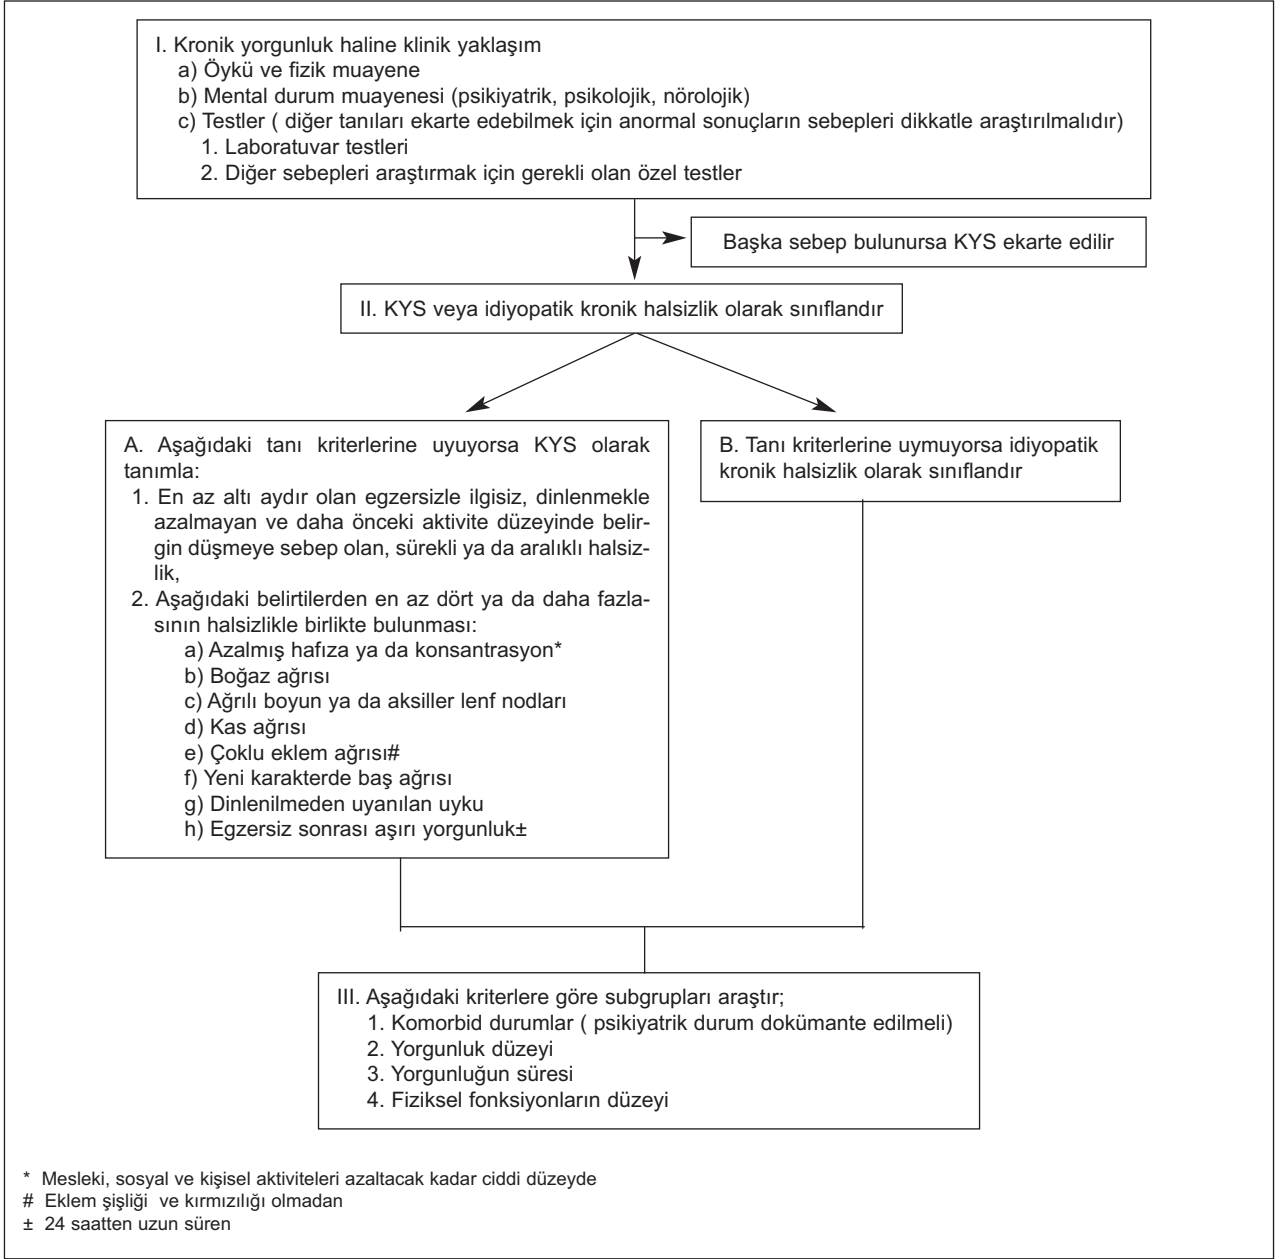 I. Kronik yorgunluk haline klinik yaklaşım
a) Öykü ve fizik muayene
b) Mental durum muayenesi (psikiyatrik, psikolojik, nörolojik)
c) Testler ( diğer tanıları ekarte edebilmek için anormal sonuçların sebepleri dikkatle araştırılmalıdır)
1. Laboratuvar testleri
2. Diğer sebepleri araştırmak için gerekli olan özel testler
Başka sebep bulunursa KYS ekarte edilir
II. KYS veya idiyopatik kronik halsizlik olarak sınıflandır
A. Aşağıdaki tanı kriterlerine uyuyorsa KYS olarak
tanımla:
1. En az altı aydır olan egzersizle ilgisiz, dinlenmekle
azalmayan ve daha önceki aktivite düzeyinde belir-
gin düşmeye sebep olan, sürekli ya da aralıklı halsiz-
lik,
2. Aşağıdaki belirtilerden en az dört ya da daha fazla-
sının halsizlikle birlikte bulunması:
a) Azalmış hafıza ya da konsantrasyon*
b) Boğaz ağrısı
c) Ağrılı boyun ya da aksiller lenf nodları
d) Kas ağrısı
e) Çoklu eklem ağrısı#
f) Yeni karakterde baş ağrısı
g) Dinlenilmeden uyanılan uyku
h) Egzersiz sonrası aşırı yorgunluk±
B. Tanı kriterlerine uymuyorsa idiyopatik
kronik halsizlik olarak sınıflandır
III. Aşağıdaki kriterlere göre subgrupları araştır;
1. Komorbid durumlar ( psikiyatrik durum dokümante edilmeli)
2. Yorgunluk düzeyi
3. Yorgunluğun süresi
4. Fiziksel fonksiyonların düzeyi
* Mesleki, sosyal ve kişisel aktiviteleri azaltacak kadar ciddi düzeyde
# Eklem şişliği ve kırmızılığı olmadan
± 24 saatten uzun süren